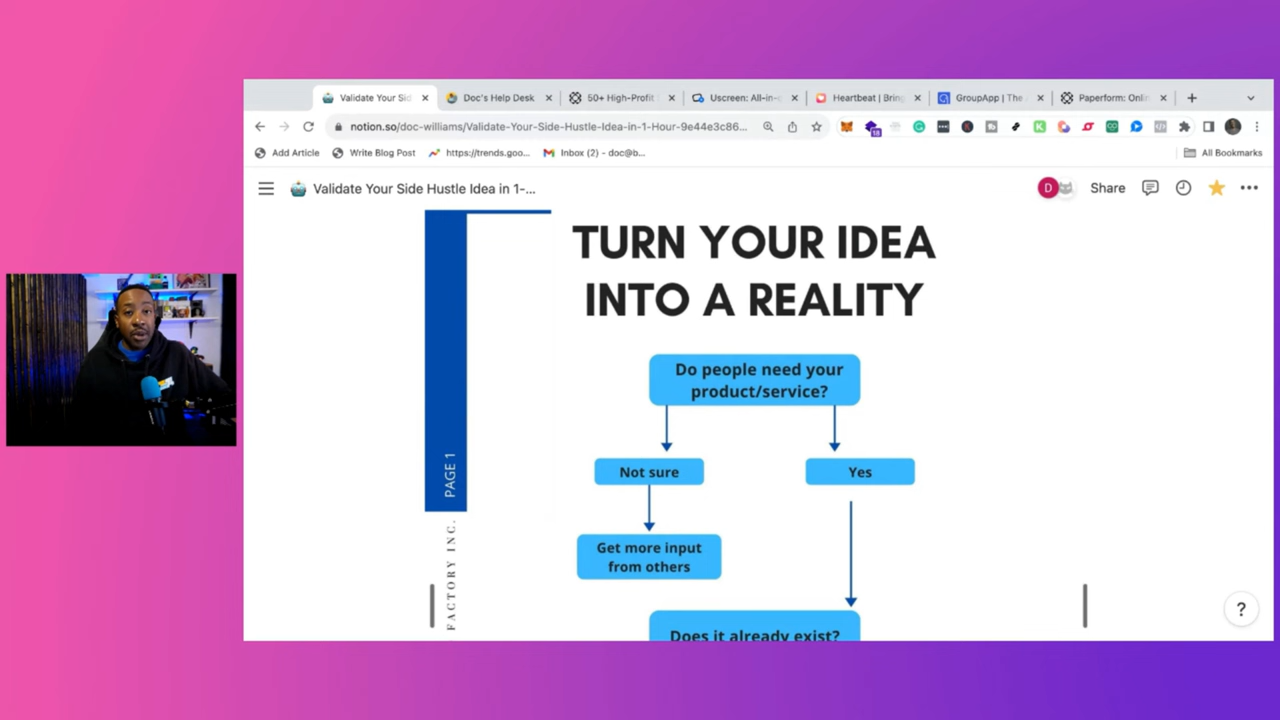 Validate Your Sid
Doc's Help Desk
50+ High-Profit
Uscreen: All-in-
Heartbeat | Bring
GroupApp | The
Paperform: Onli
notion.so/doc-williams/Validate-Your-Side-Hustle-Idea-in-1-Hour-9e44e3c86...
18
Add Article
Write Blog Post
https://trends.goo...
Inbox (2) - doc@b...
All Bookmarks
Validate Your Side Hustle Idea in 1-...
D
Share
TURN YOUR IDEA
INTO A REALITY
Do people need your
product/service?
Not sure
Yes
Get more input
from others
Does it already exist?
PAGE 1
FACTORY INC.
?